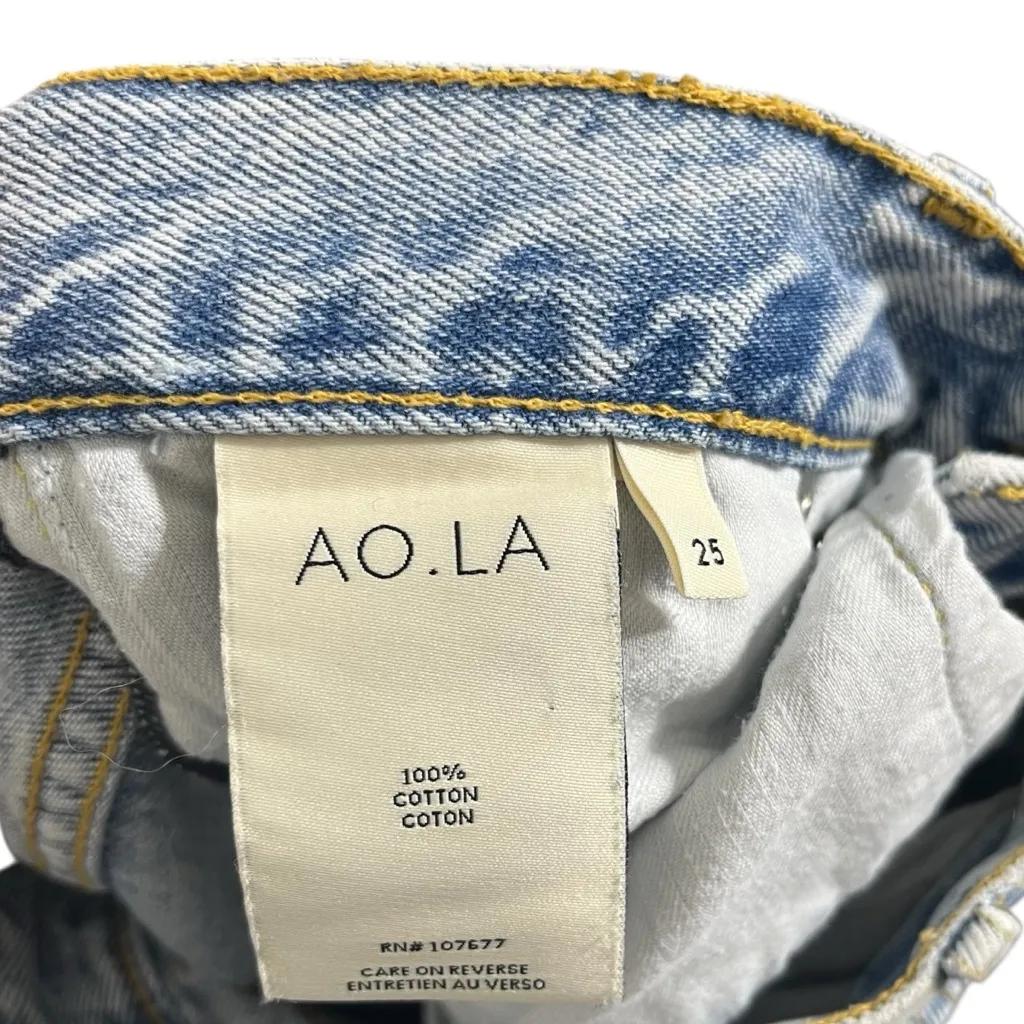 AO.LA
25
100%
COTTON
COTON
RN# 107677
CARE ON REVERSE
ENTRETIEN AU VERSO